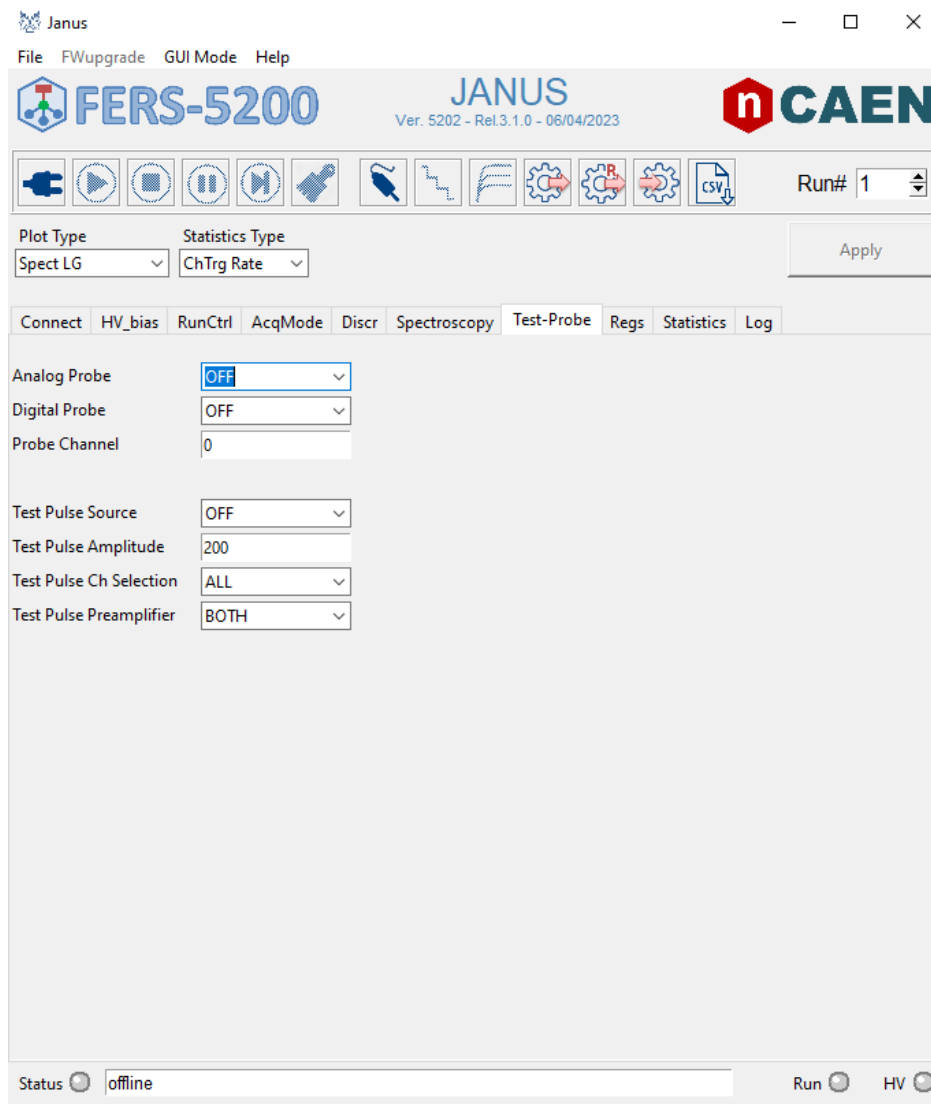 Janus
File FWupgrade GUI Mode Help
FERS-5200
JANUS
Ver. 5202 - Rel.3.1.0 - 06/04/2023
n CAEN
R
CSV
Run# 1
Plot Type Statistics Type
Spect LG ChTrg Rate
Apply
Connect HV_bias RunCtrl AcqMode Discr Spectroscopy Test-Probe Regs Statistics Log
Analog Probe OFF
Digital Probe OFF
Probe Channel 0
Test Pulse Source OFF
Test Pulse Amplitude 200
Test Pulse Ch Selection ALL
Test Pulse Preamplifier BOTH
Status offline Run HV